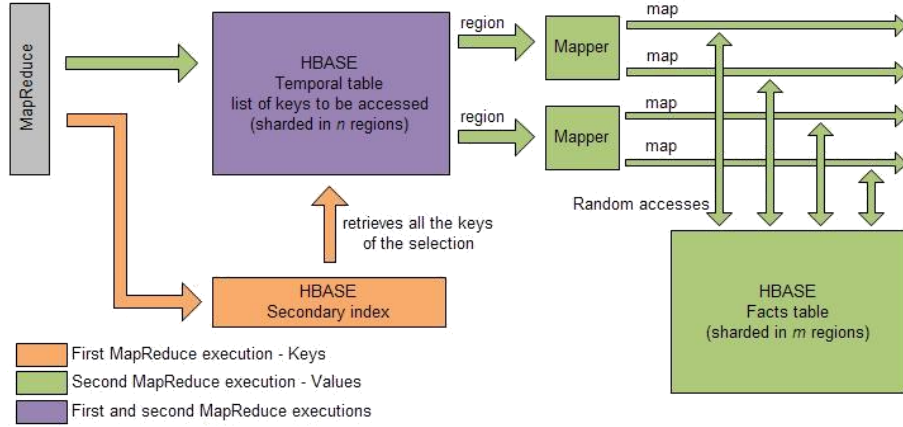 MapReduce
HBASE
Temporal table
list of keys to be accessed
(sharded in n regions)
region
region
Mapper
Mapper
map
map
map
map
Random accesses
retrieves all the keys
of the selection
HBASE
Secondary index
HBASE
Facts table
(sharded in m regions)
First MapReduce execution - Keys
Second MapReduce execution - Values
First and second MapReduce executions